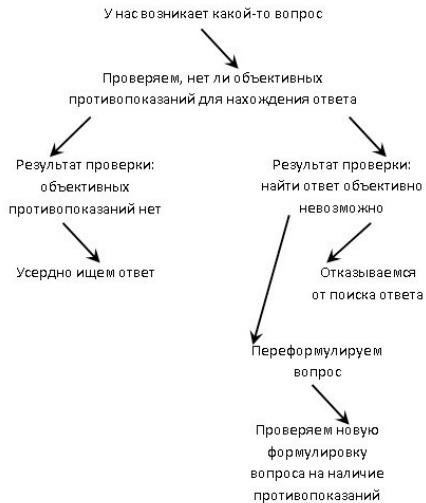 У нас возникает какой-то вопрос
Проверяем, нет ли объективных
противопоказаний для нахождения ответа
Результат проверки:
объективных
противопоказаний нет
Результат проверки:
найти ответ объективно
невозможно
Усердно ищем ответ
Отказываемся
от поиска ответа
Переформулируем
вопрос
Проверяем новую
формулировку
вопроса на наличие
противопоказаний